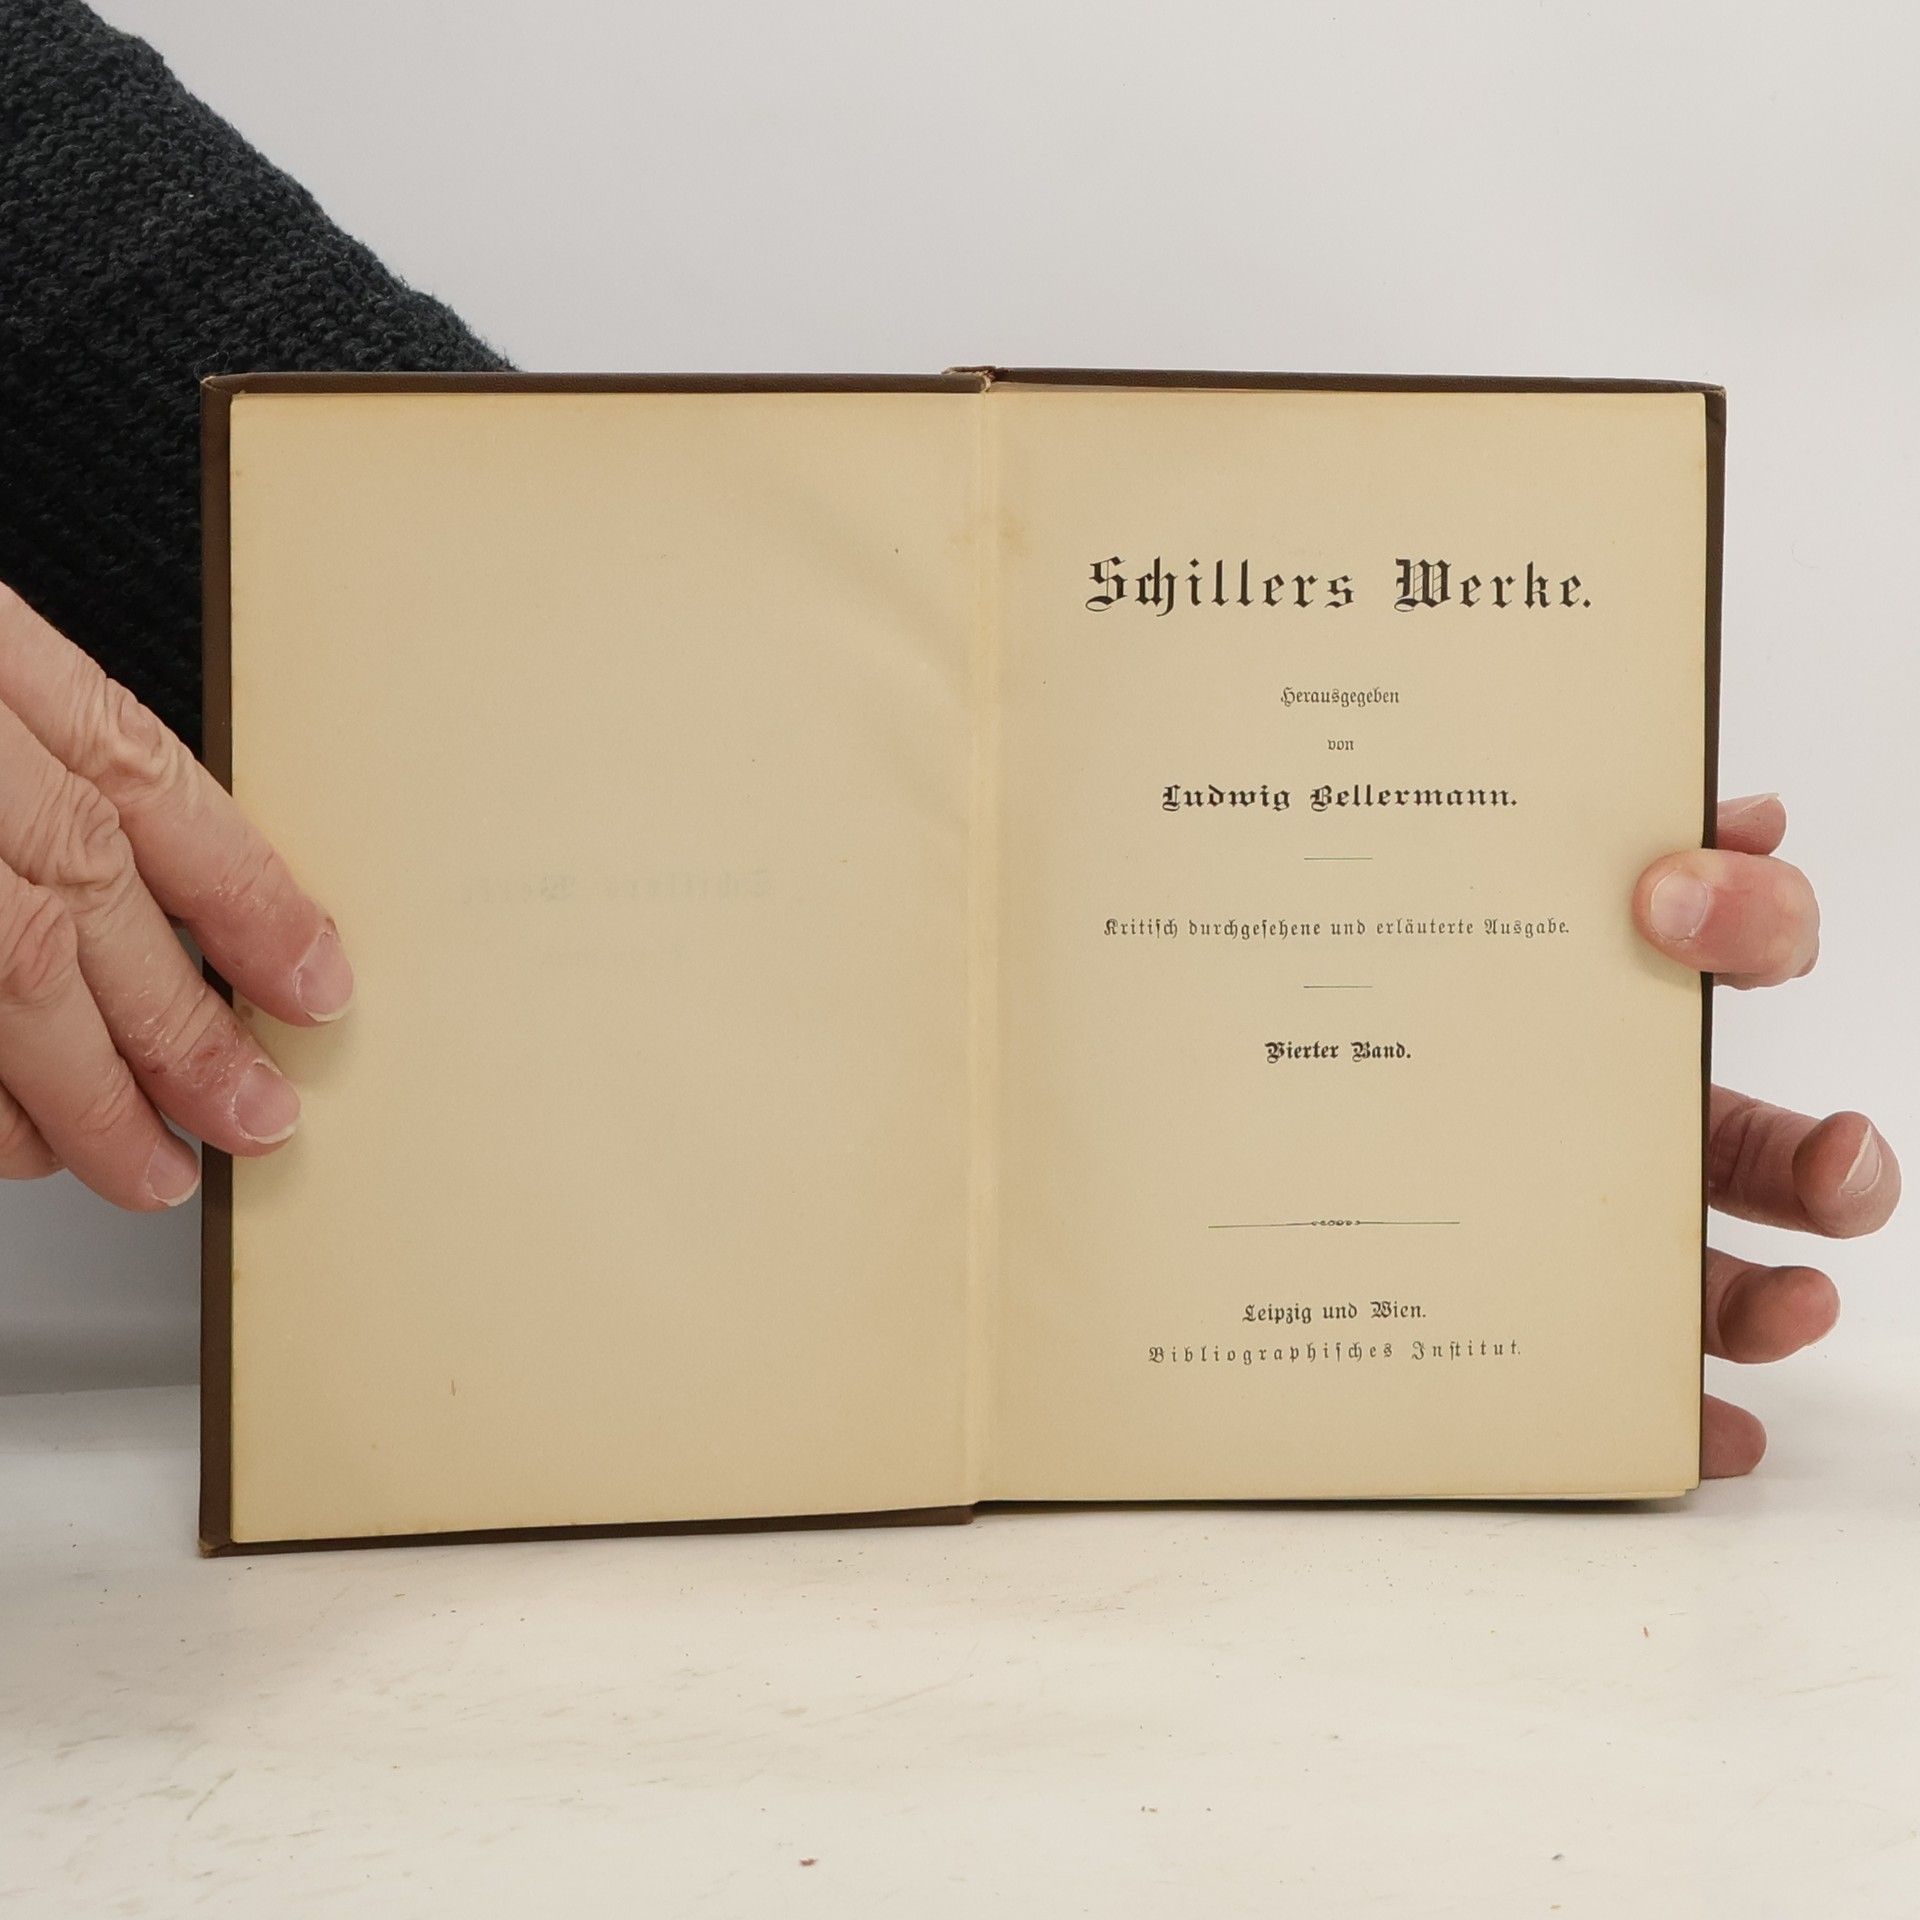 Schillers Werke.
Herausgegeben
von
Ludwig Bellermann.
Kritiſch durchgeſehene und erläuterte Ausgabe.
Vierter Band.
Leipzig und Wien.
Bibliographiſches Inſtitut.